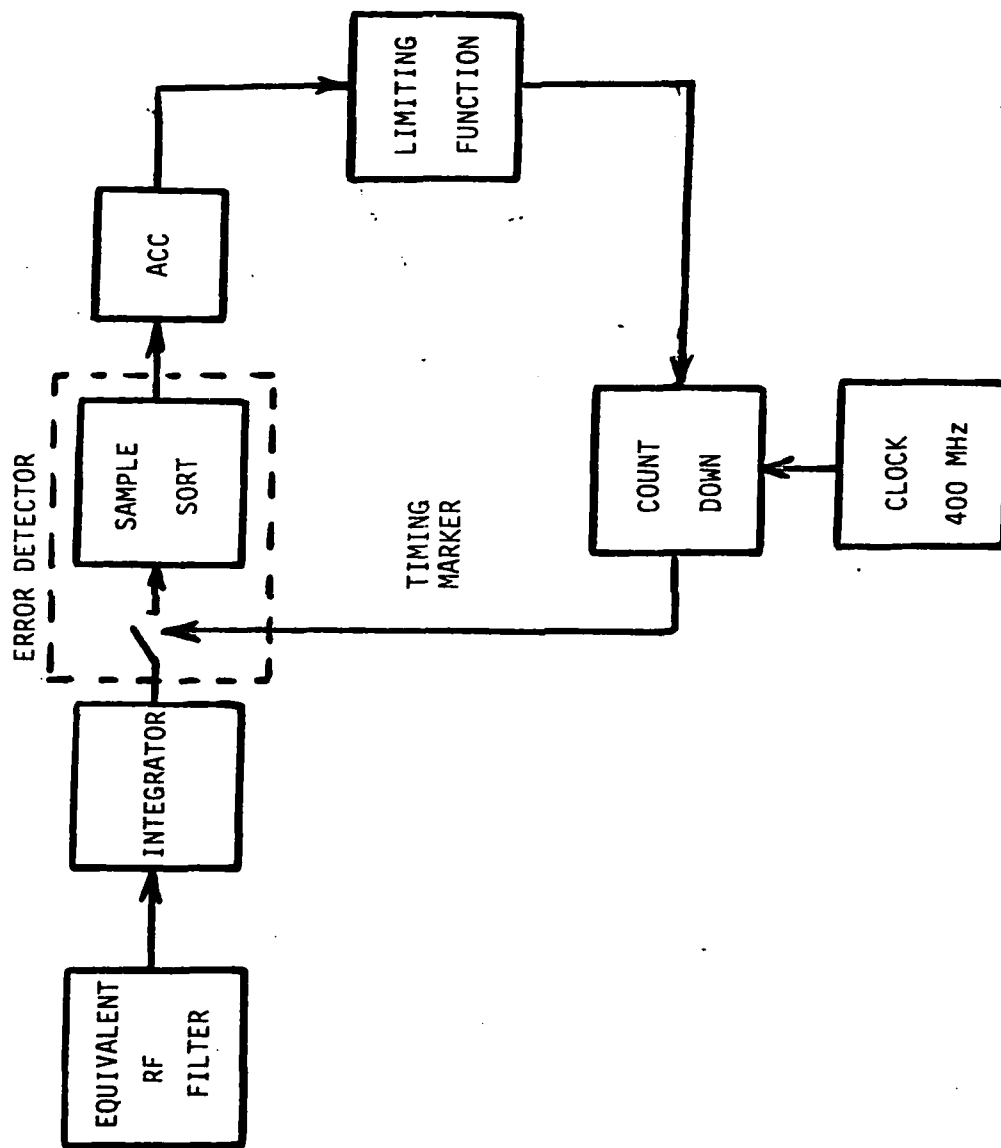 EQUIVALENT
RF
FILTER
INTEGRATOR
ERROR DETECTOR
SAMPLE
SORT
ACC
LIMITING
FUNCTION
TIMING
MARKER
COUNT
DOWN
CLOCK
400 MHz